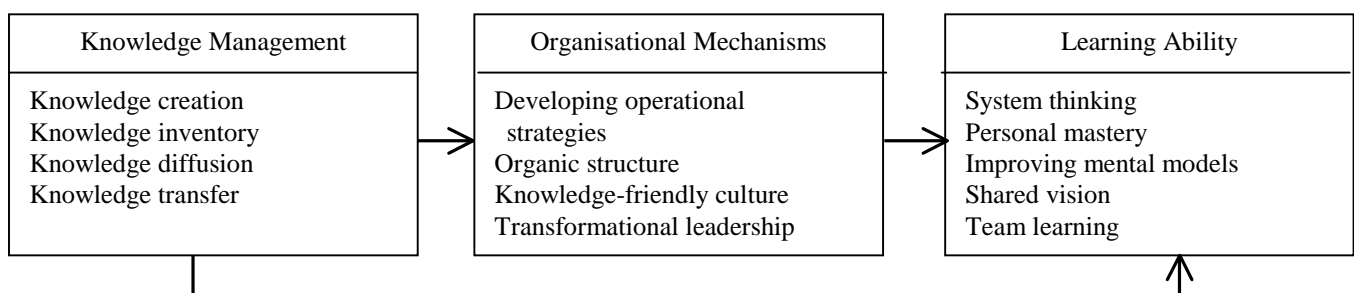 Knowledge Management
Knowledge creation
Knowledge inventory
Knowledge diffusion
Knowledge transfer
Organisational Mechanisms
Developing operational
strategies
Organic structure
Knowledge-friendly culture
Transformational leadership
Learning Ability
System thinking
Personal mastery
Improving mental models
Shared vision
Team learning